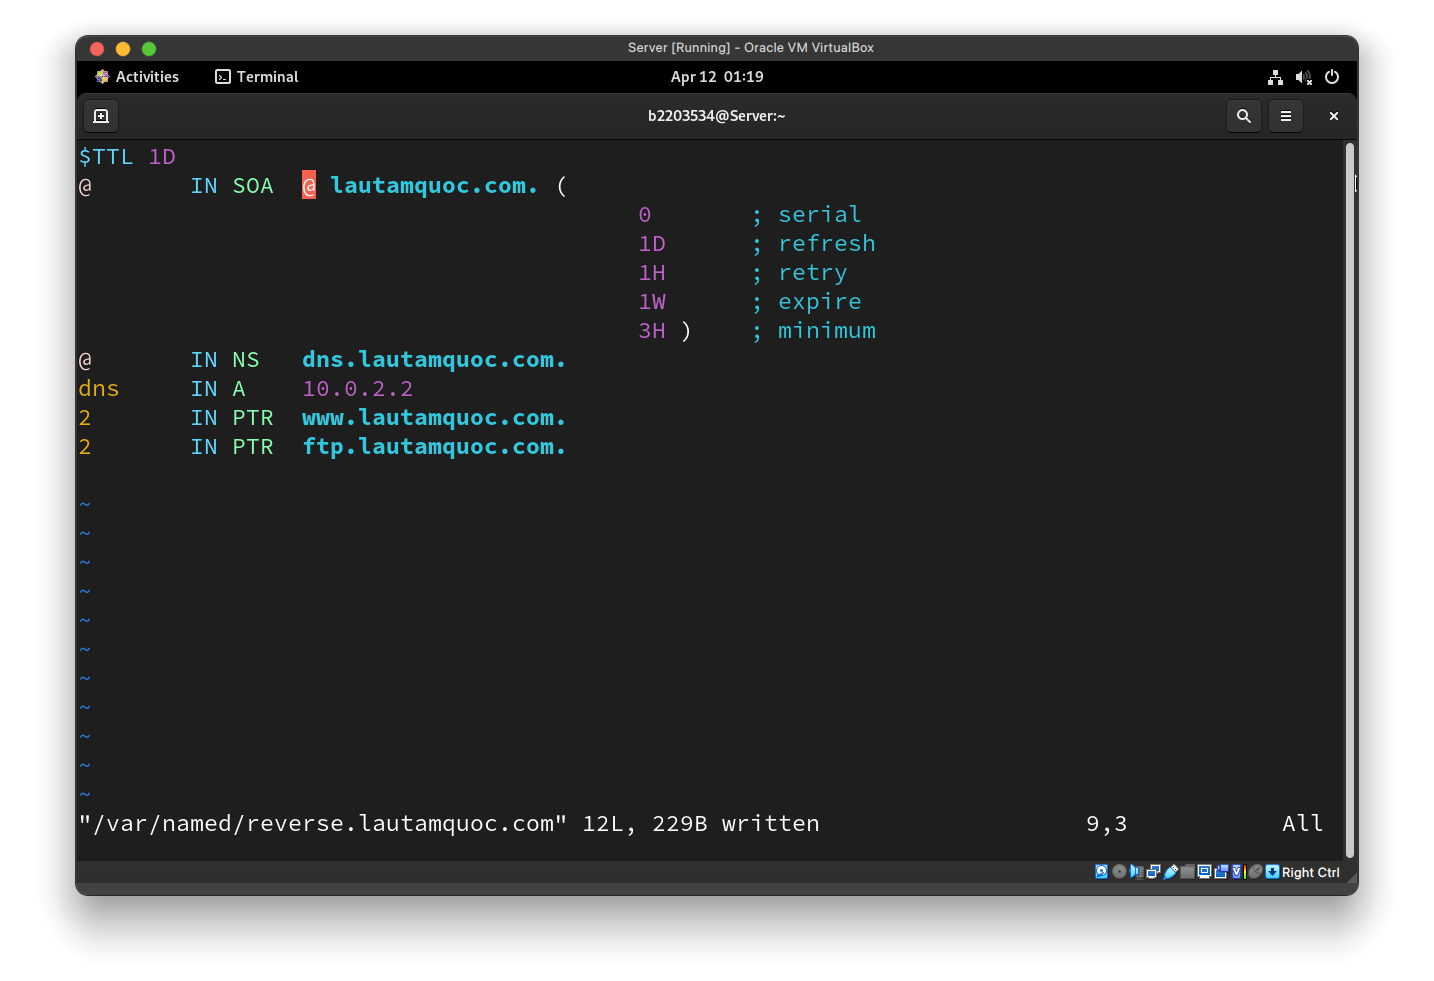 Server [Running] - Oracle VM VirtualBox
Activities Terminal Apr 12 01:19
b2203534@Server:~
$TTL 1D
@ IN SOA @ lautamquoc.com. (
0 ; serial
1D ; refresh
1H ; retry
1W ; expire
3H ) ; minimum
@ IN NS dns.lautamquoc.com.
dns IN A 10.0.2.2
2 IN PTR www.lautamquoc.com.
2 IN PTR ftp.lautamquoc.com.
~
~
~
~
~
~
~
~
~
~
~
"/var/named/reverse.lautamquoc.com" 12L, 229B written 9,3 All
Right Ctrl